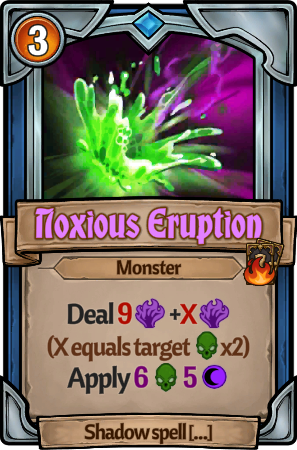 3
Noxious Eruption
Monster
Deal 9 +X
(X equals target x2)
Apply 6 5
Shadow spell [...]